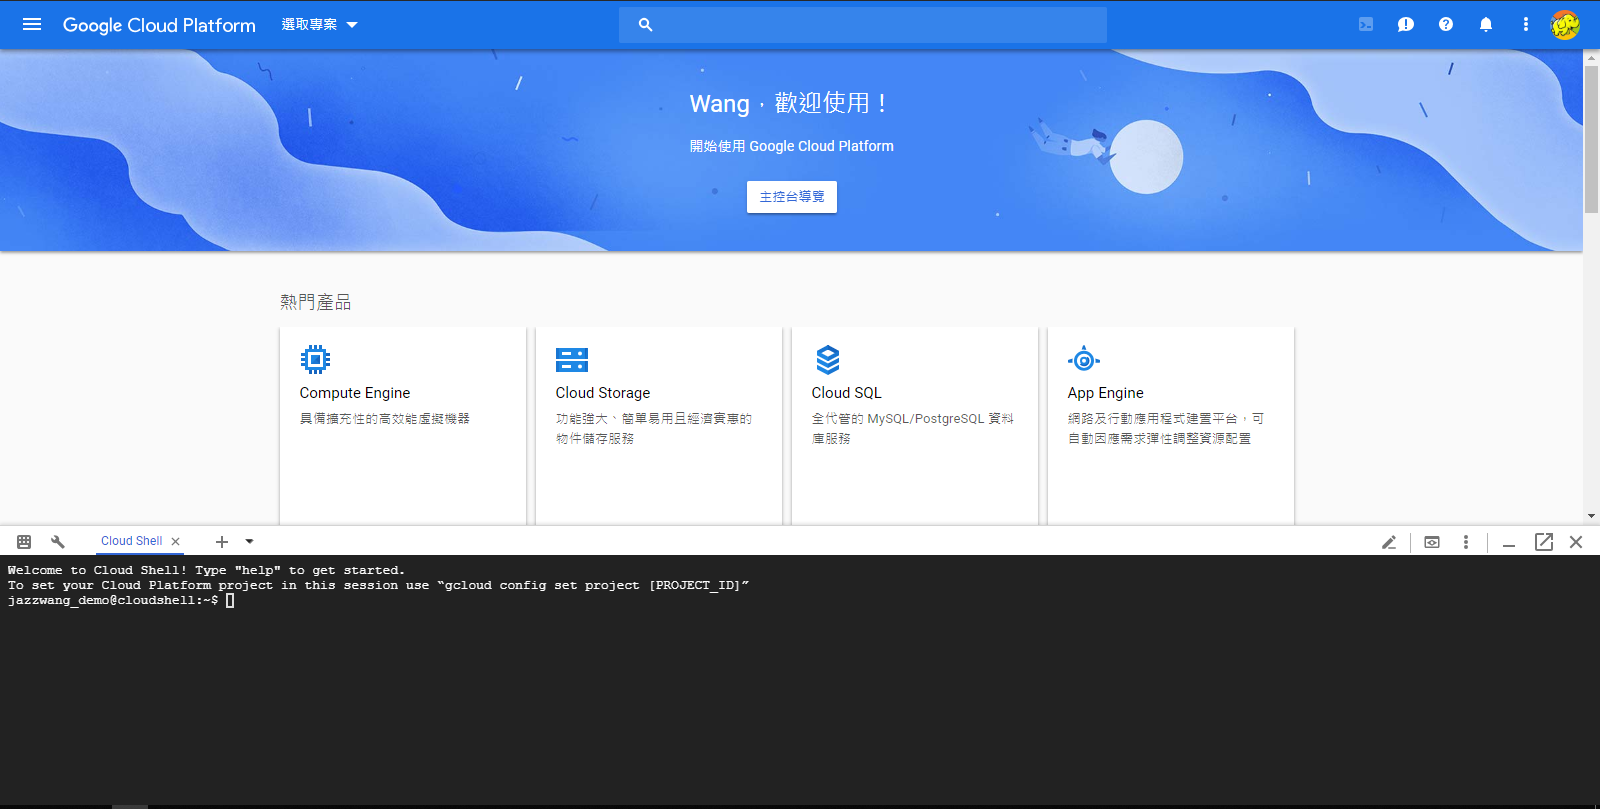 Google Cloud Platform 選取專案
Wang，歡迎使用！
開始使用 Google Cloud Platform
主控台導覽
熱門產品
Compute Engine
具備擴充性的高效能虛擬機器
Cloud Storage
功能強大、簡單易用且經濟實惠的
物件儲存服務
Cloud SQL
全代管的 MySQL/PostgreSQL 資料
庫服務
App Engine
網路及行動應用程式建置平台，可
自動因應需求彈性調整資源配置
Cloud Shell
Welcome to Cloud Shell! Type "help" to get started.
To set your Cloud Platform project in this session use “gcloud config set project [PROJECT_ID]”
jazzwang_demo@cloudshell:~$